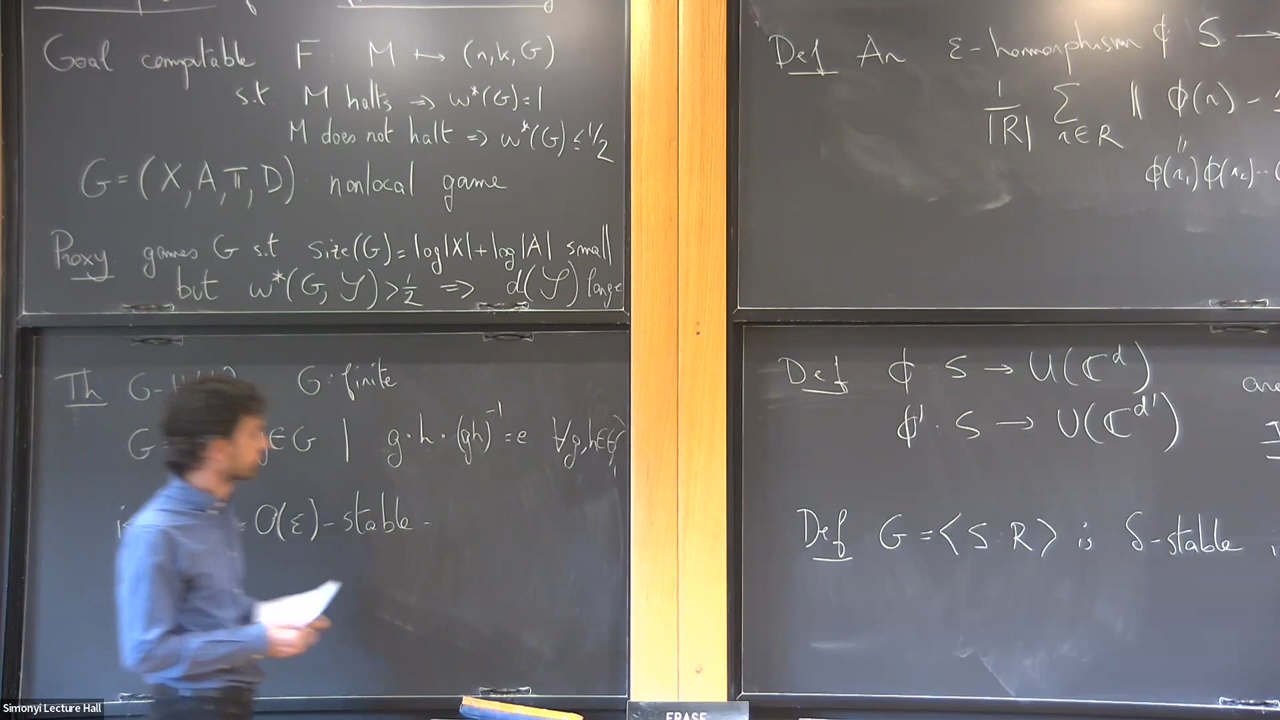 Goal computable F: M ↦ (n,k,G)
s.t M halts ⇒ w*(G)=1
M does not halt ⇒ w*(G) ≤ 1/2
G=(X,A,π,D) nonlocal game
Proxy games G s.t size(G)=log|X|+log|A| small
but w*(G,𝒮)>1/2 ⇒ d(𝒮) large
Th G- G: finite
G= g∈G | g·h·(gh)⁻¹=e ∀g,h∈G
O(ε)-stable.
Simonyi Lecture Hall
Def An ε-homorphism ϕ S →
1/|R| Σ_{r∈R} ‖ ϕ(r) -
ϕ(r₁)ϕ(r₂)··
Def ϕ: S → U(ℂ^d)
ϕ': S → U(ℂ^d')
Def G=⟨S:R⟩ is δ-stable
ERASE